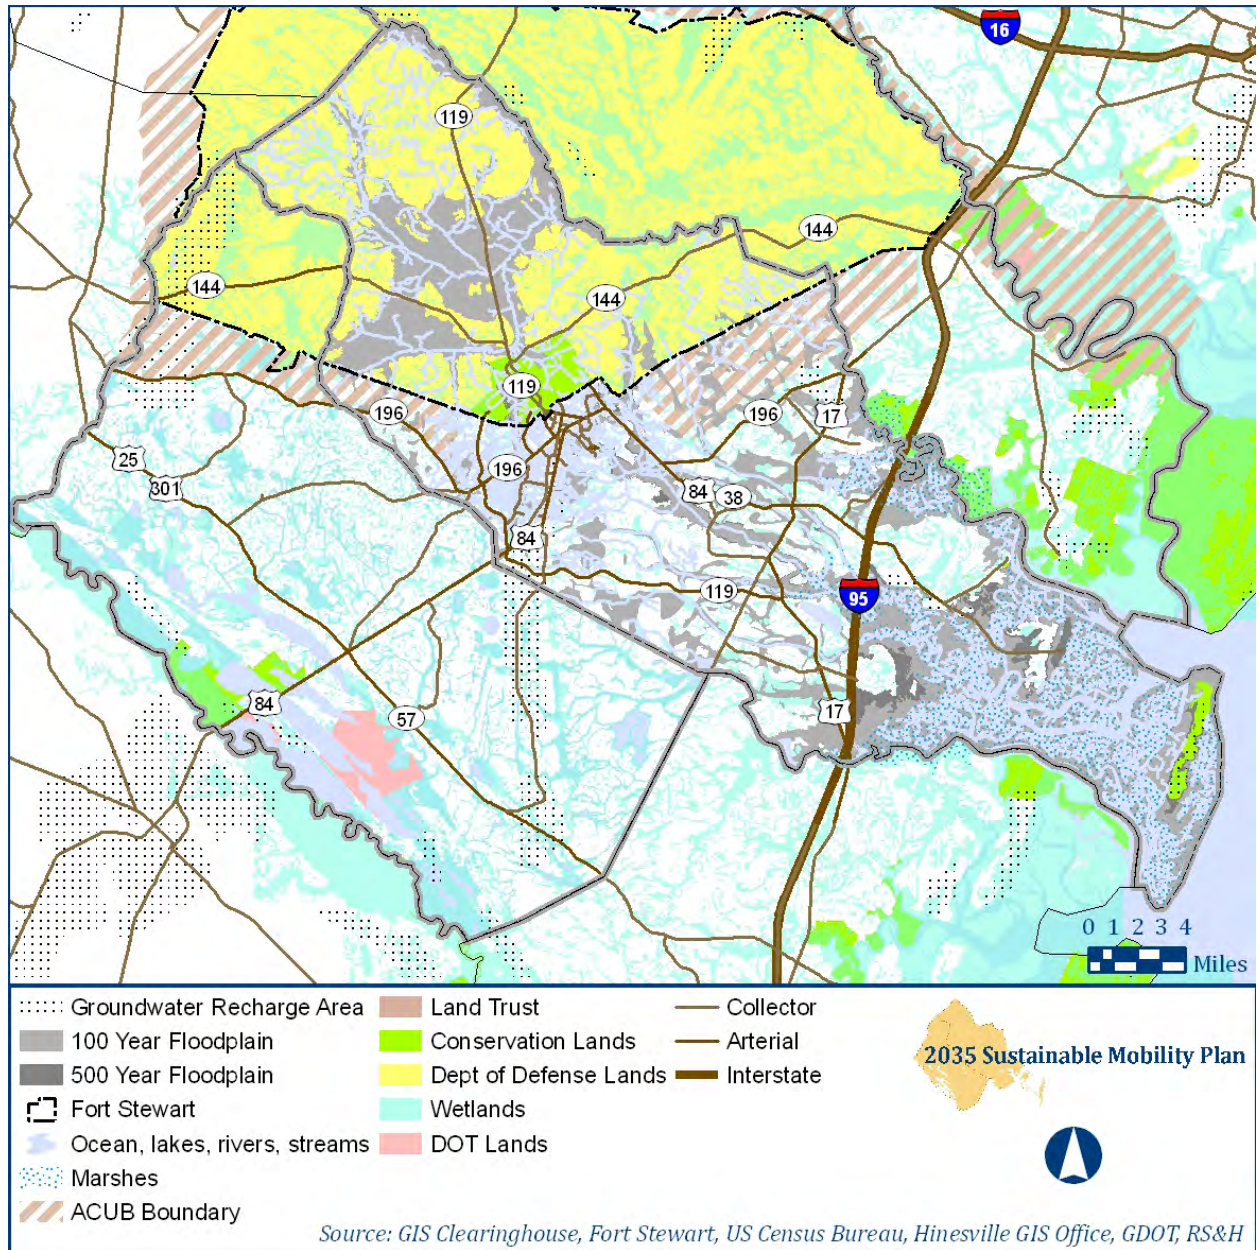 16
119
144
144
144
119
196
196
17
25
196
301
84
38
84
119
95
84
17
57
0 1 2 3 4
Miles
Groundwater Recharge Area
100 Year Floodplain
500 Year Floodplain
Fort Stewart
Ocean, lakes, rivers, streams
Marshes
ACUB Boundary
Land Trust
Conservation Lands
Dept of Defense Lands
Wetlands
DOT Lands
Collector
Arterial
Interstate
2035 Sustainable Mobility Plan
Source: GIS Clearinghouse, Fort Stewart, US Census Bureau, Hinesville GIS Office, GDOT, RS&H